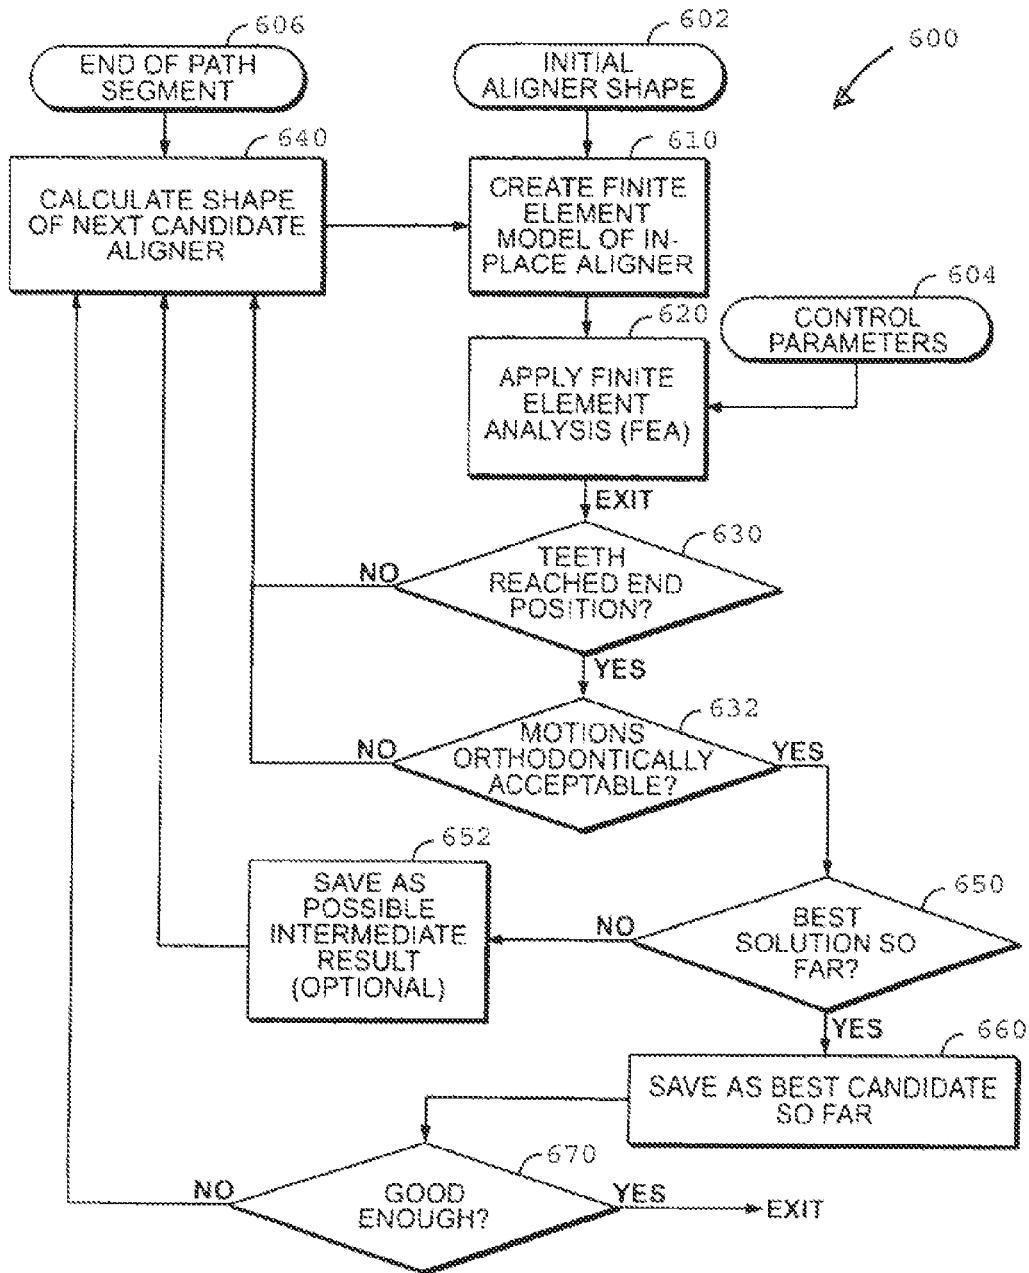 606
END OF PATH
SEGMENT
602
INITIAL
ALIGNER SHAPE
600
640
CALCULATE SHAPE
OF NEXT CANDIDATE
ALIGNER
610
CREATE FINITE
ELEMENT
MODEL OF IN-
PLACE ALIGNER
604
CONTROL
PARAMETERS
620
APPLY FINITE
ELEMENT
ANALYSIS (FEA)
EXIT
630
TEETH
REACHED END
POSITION?
NO
YES
632
MOTIONS
ORTHODONTICALLY
ACCEPTABLE?
NO
YES
652
SAVE AS
POSSIBLE
INTERMEDIATE
RESULT
(OPTIONAL)
650
BEST
SOLUTION SO
FAR?
NO
YES
660
SAVE AS BEST CANDIDATE
SO FAR
670
GOOD
ENOUGH?
NO
YES
EXIT